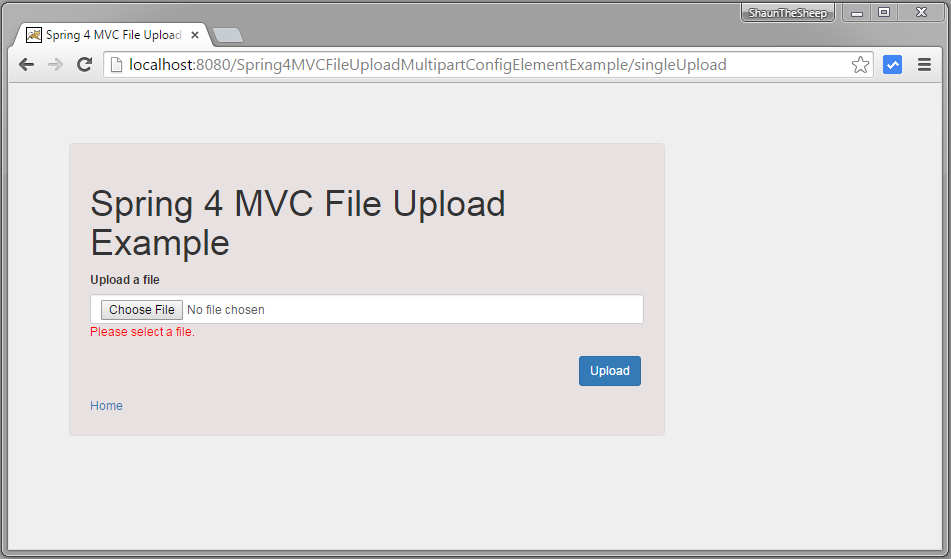 ShaunTheSheep
Spring 4 MVC File Upload
localhost:8080/Spring4MVCFileUploadMultipartConfigElementExample/singleUpload
Spring 4 MVC File Upload
Example
Upload a file
Choose File No file chosen
Please select a file.
Upload
Home